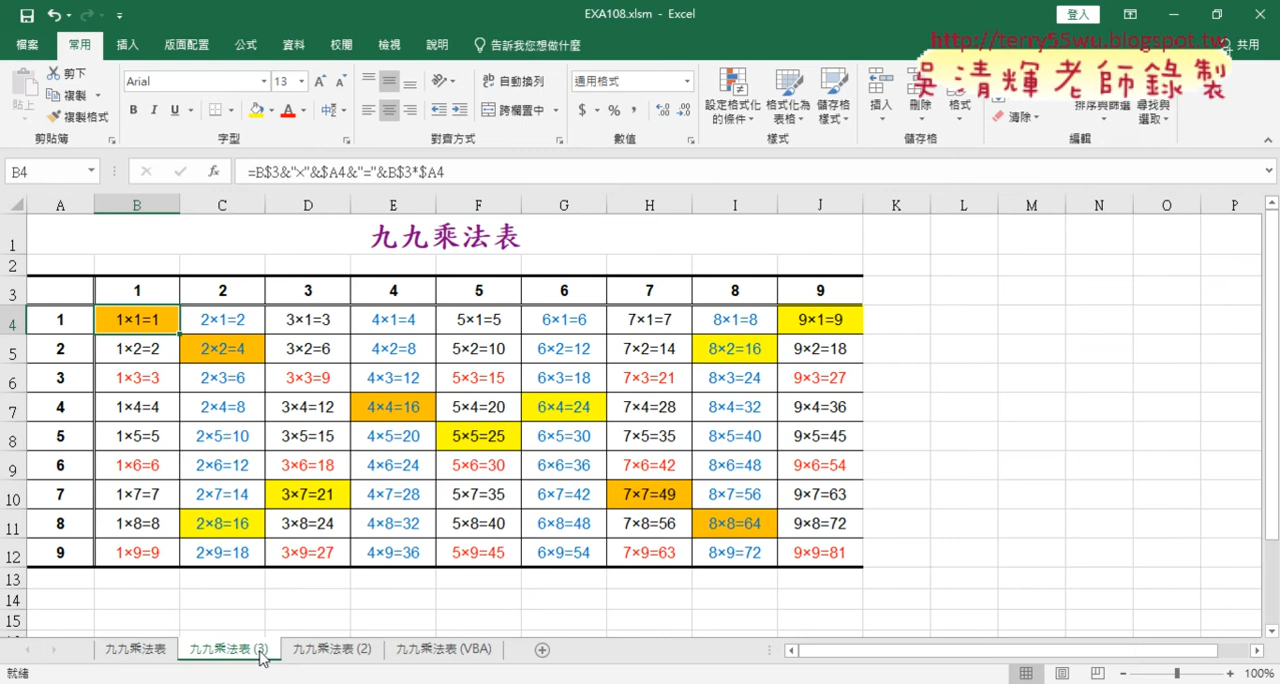 EXA108.xlsm - Excel
登入
檔案 常用 插入 版面配置 公式 資料 校閱 檢視 說明 告訴我您想做什麼 共用
http://terry55wu.blogspot.tw
吳清輝老師錄製
剪下
複製
複製格式
貼上
剪貼簿
Arial 13
B I U
字型
自動換列
跨欄置中
對齊方式
通用格式
$ % ,
數值
設定格式化的條件
格式化為表格
儲存格樣式
樣式
插入 刪除 格式
儲存格
清除
排序與篩選 尋找與選取
編輯
B4 fx =B$3&"×"&$A4&"="&B$3*$A4
A B C D E F G H I J K L M N O P
1 九九乘法表
2
3 1 2 3 4 5 6 7 8 9
4 1 1×1=1 2×1=2 3×1=3 4×1=4 5×1=5 6×1=6 7×1=7 8×1=8 9×1=9
5 2 1×2=2 2×2=4 3×2=6 4×2=8 5×2=10 6×2=12 7×2=14 8×2=16 9×2=18
6 3 1×3=3 2×3=6 3×3=9 4×3=12 5×3=15 6×3=18 7×3=21 8×3=24 9×3=27
7 4 1×4=4 2×4=8 3×4=12 4×4=16 5×4=20 6×4=24 7×4=28 8×4=32 9×4=36
8 5 1×5=5 2×5=10 3×5=15 4×5=20 5×5=25 6×5=30 7×5=35 8×5=40 9×5=45
9 6 1×6=6 2×6=12 3×6=18 4×6=24 5×6=30 6×6=36 7×6=42 8×6=48 9×6=54
10 7 1×7=7 2×7=14 3×7=21 4×7=28 5×7=35 6×7=42 7×7=49 8×7=56 9×7=63
11 8 1×8=8 2×8=16 3×8=24 4×8=32 5×8=40 6×8=48 7×8=56 8×8=64 9×8=72
12 9 1×9=9 2×9=18 3×9=27 4×9=36 5×9=45 6×9=54 7×9=63 8×9=72 9×9=81
13
14
15
九九乘法表 九九乘法表 (3) 九九乘法表 (2) 九九乘法表 (VBA)
就緒 100%